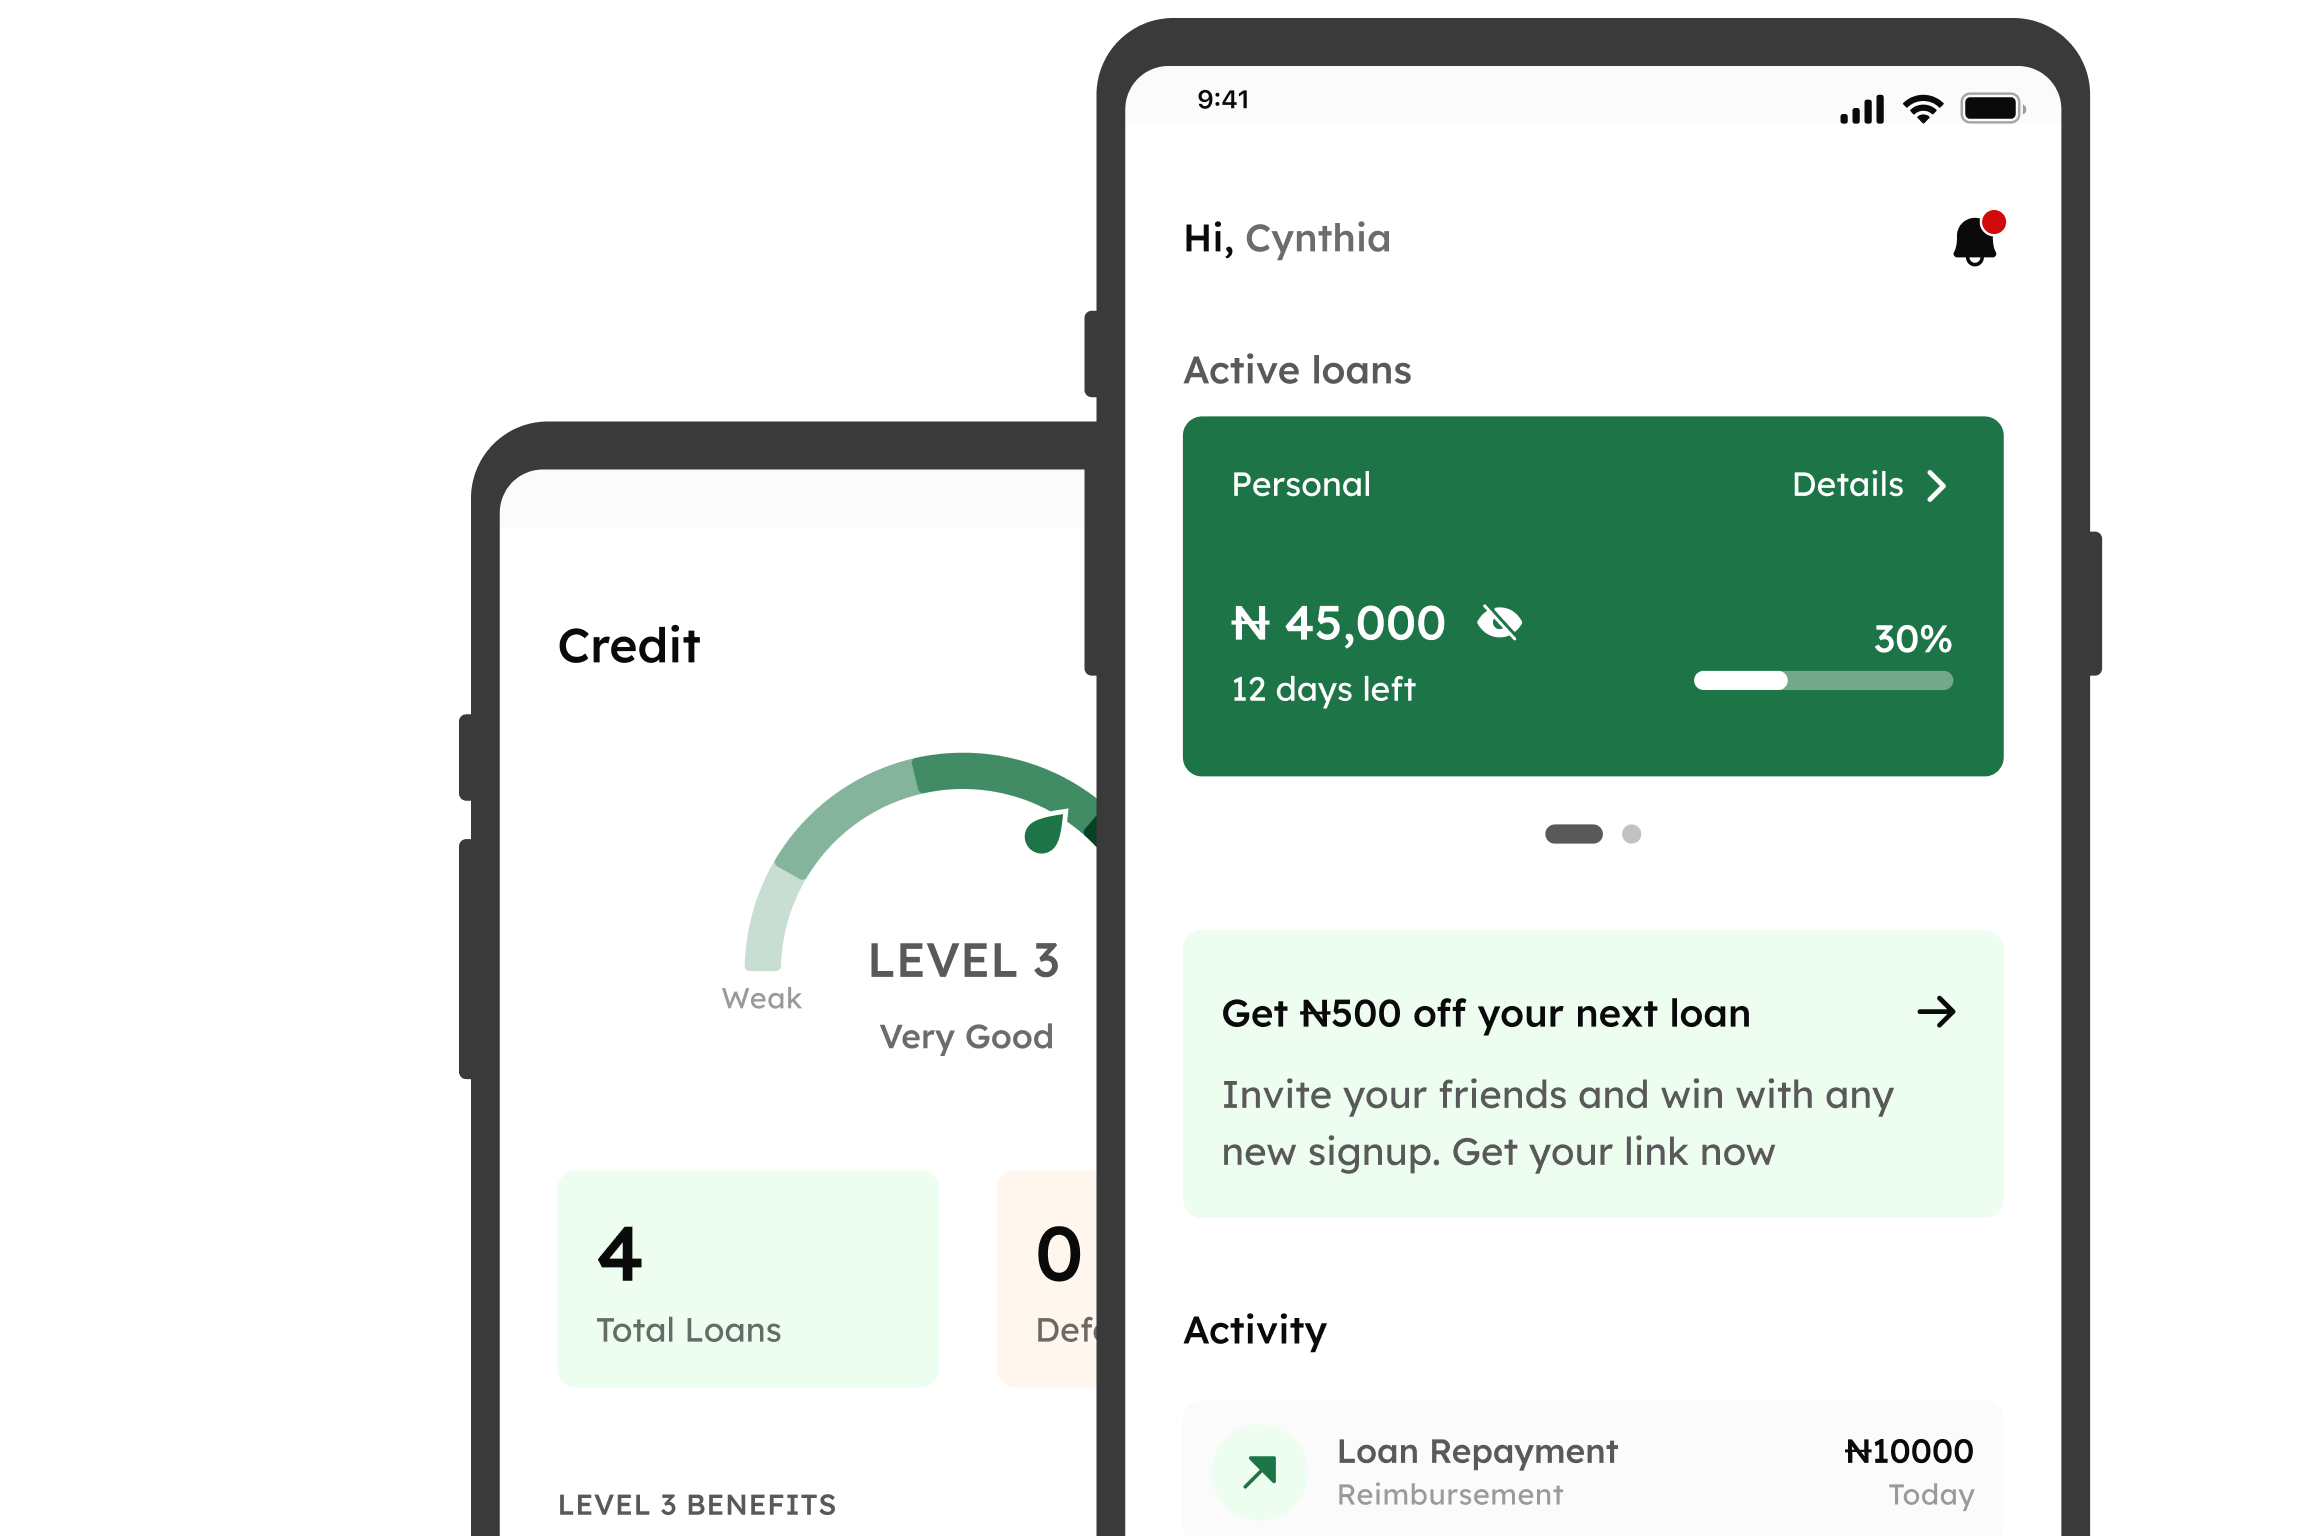 9:41
Hi, Cynthia
Active loans
Personal
Details
₦ 45,000
30%
12 days left
Get ₦500 off your next loan
Invite your friends and win with any
new signup. Get your link now
Activity
Loan Repayment
₦10000
Reimbursement
Today
Credit
LEVEL 3
Weak
Very Good
4
0
Total Loans
LEVEL 3 BENEFITS